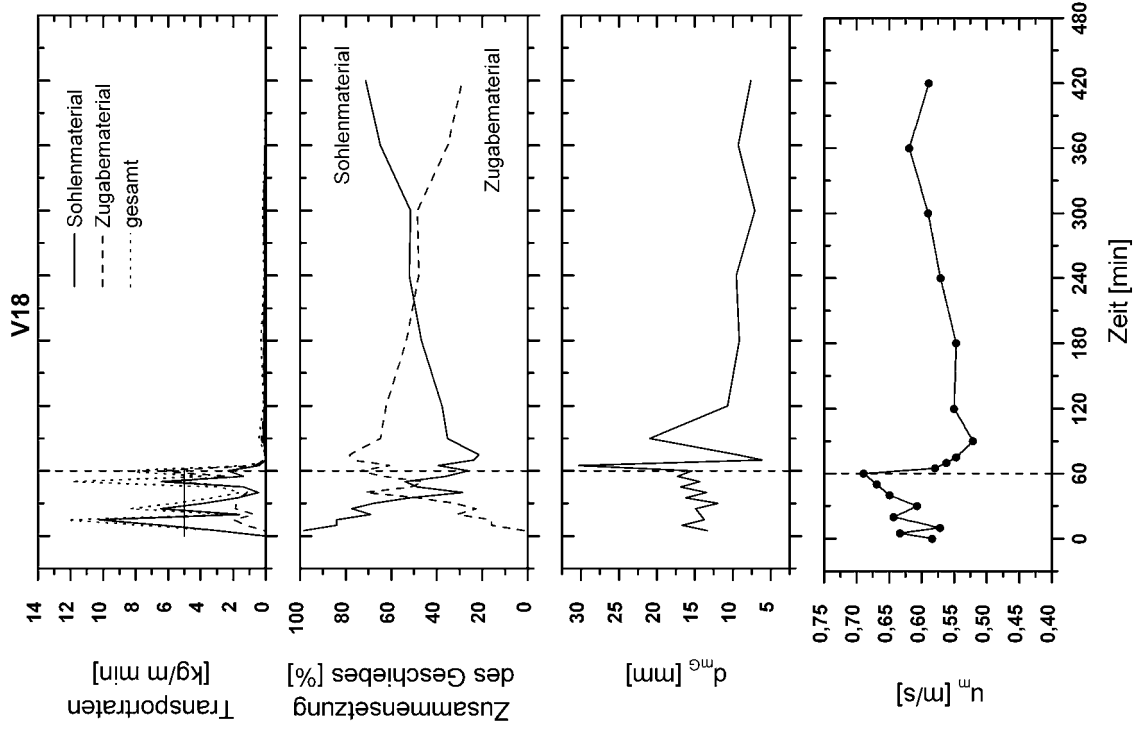 V18
Transportraten
[kg/m min]
14
12
10
8
6
4
2
0
Sohlenmaterial
Zugabematerial
gesamt
Zusammensetzung
des Geschiebes [%]
100
80
60
40
20
0
Sohlenmaterial
Zugabematerial
d_mG [mm]
30
25
20
15
10
5
u_m [m/s]
0,75
0,70
0,65
0,60
0,55
0,50
0,45
0,40
0 60 120 180 240 300 360 420 480
Zeit [min]